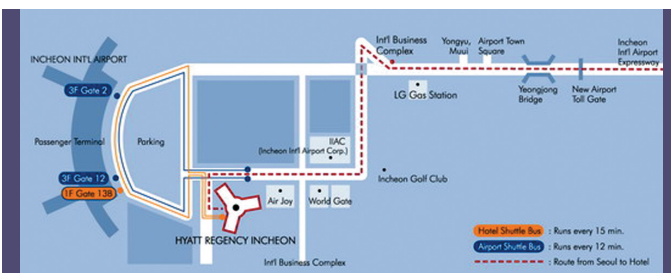 INCHEON INT'L AIRPORT
3F Gate 2
Passenger Terminal
Parking
3F Gate 12
1F Gate 13B
Int'l Business
Complex
Yongyu,
Muui
Airport Town
Square
Incheon
Int'l Airport
Expressway
LG Gas Station
Yeongjong
Bridge
New Airport
Toll Gate
IIAC
(Incheon Int'l Airport Corp.)
Incheon Golf Club
Air Joy
World Gate
HYATT REGENCY INCHEON
Int'l Business Complex
Hotel Shuttle Bus : Runs every 15 min.
Airport Shuttle Bus : Runs every 12 min.
: Route from Seoul to Hotel